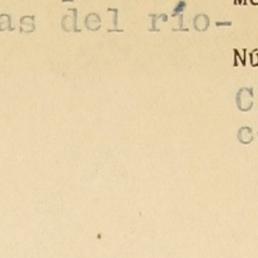 as del río-
Nú